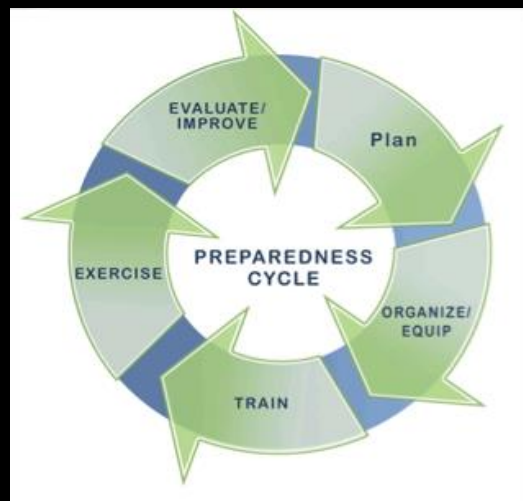 PREPAREDNESS
CYCLE
Plan
ORGANIZE/
EQUIP
TRAIN
EXERCISE
EVALUATE/
IMPROVE